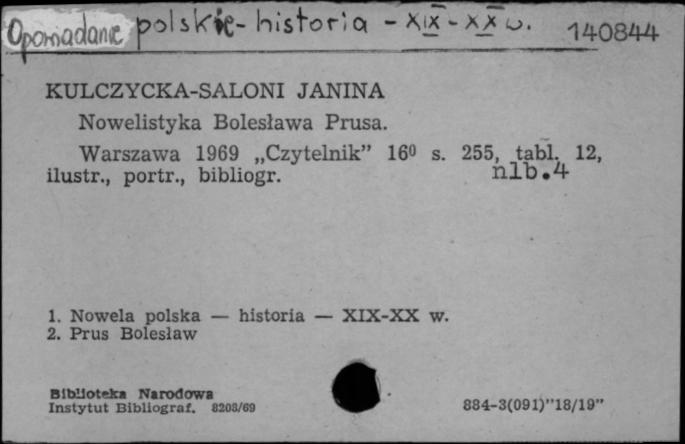 Opowiadanie polskie - historia - XIX - XX w. 140844
KULCZYCKA-SALONI JANINA
Nowelistyka Bolesława Prusa.
Warszawa 1969 „Czytelnik” 16⁰ s. 255, tabl. 12,
ilustr., portr., bibliogr. nlb.4
1. Nowela polska — historia — XIX-XX w.
2. Prus Bolesław
Biblioteka Narodowa
Instytut Bibliograf. 8208/69 884-3(091)”18/19”